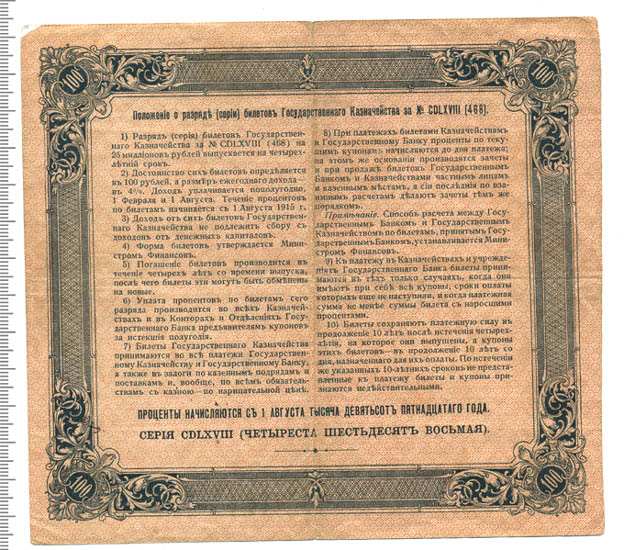 100
100
Положеніе о разрядѣ (серіи) билетовъ Государственнаго Казначейства за № CDLXVIII (468).
1) Разрядъ (серія) билетовъ Государствен-
наго Казначейства за № CDLXVIII (468) на
25 милліоновъ рублей выпускается на четырех-
лѣтній срокъ.
2) Достоинство сихъ билетовъ опредѣляется
въ 100 рублей, а размѣръ ежегоднаго дохода—
въ 4%. Доходъ уплачивается пополугодно,
1 Февраля и 1 Августа. Теченіе процентовъ
по билетамъ начинается съ 1 Августа 1915 г.
3) Доходъ отъ сихъ билетовъ Государствен-
наго Казначейства не подлежитъ сбору съ
доходовъ отъ денежныхъ капиталовъ.
4) Форма билетовъ утверждается Мини-
стромъ Финансовъ.
5) Погашеніе билетовъ производится въ
теченіе четырехъ лѣтъ со времени выпуска,
послѣ чего билеты эти могутъ быть обмѣнены
на новые.
6) Уплата процентовъ по билетамъ сего
разряда производится во всѣхъ Казначей-
ствахъ и въ Конторахъ и Отдѣленіяхъ Госу-
дарственнаго Банка предъявителямъ купоновъ
за истекшія полугодія.
7) Билеты Государственнаго Казначейства
принимаются во всѣ платежи Государствен-
ному Казначейству и Государственному Банку,
а также въ залоги по казеннымъ подрядамъ и
поставкамъ и, вообще, по всѣмъ обязатель-
ствамъ съ казною—по нарицательной цѣнѣ.
8) При платежахъ билетами Казначействамъ
и Государственному Банку проценты по теку-
щимъ купонамъ начисляются до дня платежа;
на этомъ же основаніи производятся зачеты
и при продажѣ билетовъ Государственнымъ
Банкомъ и Казначействами частнымъ лицамъ
и казеннымъ мѣстамъ, а сіи послѣднія по вза-
имнымъ расчетамъ дѣлаютъ зачеты тѣмъ же
порядкомъ.
Примѣчаніе. Способъ расчета между Госу-
дарственнымъ Банкомъ и Государственнымъ
Казначействомъ по билетамъ, принятымъ Госу-
дарственнымъ Банкомъ, устанавливается Мини-
стромъ Финансовъ.
9) Къ платежу въ Казначействахъ и учрежде-
ніяхъ Государственнаго Банка билеты прини-
маются въ тѣхъ только случаяхъ, когда они
имѣютъ при себѣ всѣ купоны, сроки оплаты
которыхъ еще не наступили, и когда платежная
сумма не менѣе суммы билета съ наросшими
процентами.
10) Билеты сохраняютъ платежную силу въ
продолженіе 10 лѣтъ послѣ истеченія четырех-
лѣтія, на которое они выпущены, а купоны
этихъ билетовъ—въ продолженіе 10 лѣтъ со
дня, назначеннаго для ихъ оплаты. По истеченіи
же указанныхъ 10-лѣтнихъ сроковъ не предста-
вленные къ платежу билеты и купоны при-
знаются недѣйствительными.
ПРОЦЕНТЫ НАЧИСЛЯЮТСЯ СЪ 1 АВГУСТА ТЫСЯЧА ДЕВЯТЬСОТ ПЯТНАДЦАТАГО ГОДА.
СЕРІЯ CDLXVIII (ЧЕТЫРЕСТА ШЕСТЬДЕСЯТЪ ВОСЬМАЯ).
100
100